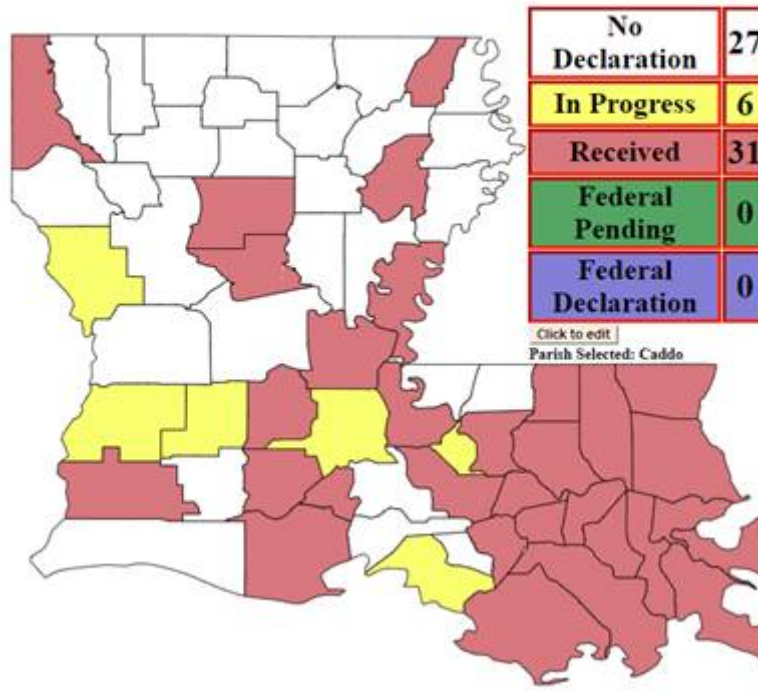 No
Declaration
27
In Progress
6
Received
31
Federal
Pending
0
Federal
Declaration
0
Click to edit
Parish Selected: Caddo